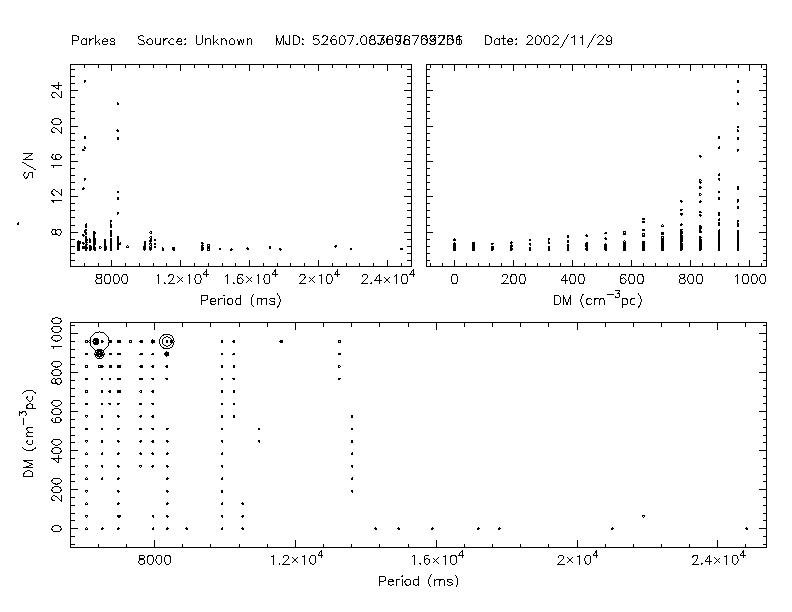 Parkes Source: Unknown MJD: Date: 2002/11/29
S/N
24
20
16
12
8
8000 1.2×10⁴ 1.6×10⁴ 2×10⁴ 2.4×10⁴
Period (ms)
0 200 400 600 800 1000
DM (cm⁻³pc)
DM (cm⁻³pc)
1000
800
600
400
200
0
8000 1.2×10⁴ 1.6×10⁴ 2×10⁴ 2.4×10⁴
Period (ms)